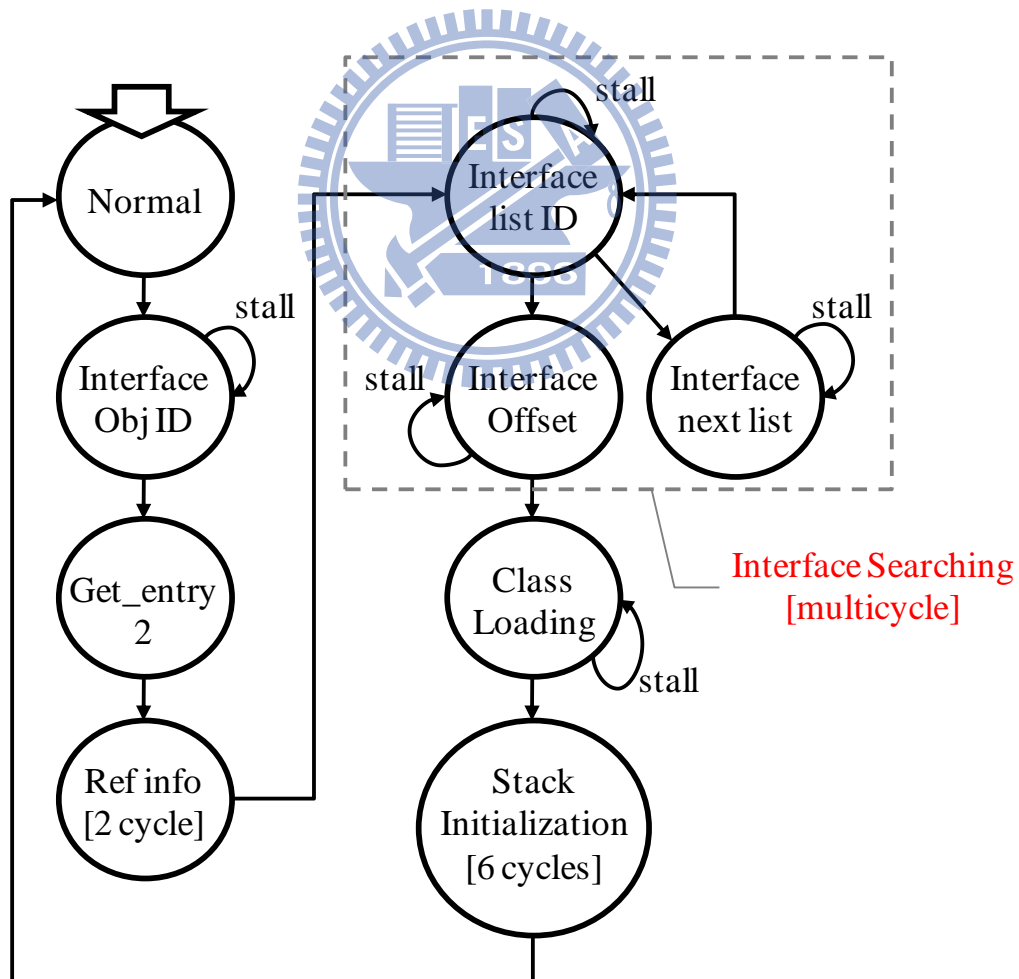 Normal
stall
Interface
Obj ID
Get_entry
2
Ref info
[2 cycle]
stall
E S A
Interface
list ID
1896
stall
Interface
Offset
stall
Interface
next list
Class
Loading
stall
Interface Searching
[multicycle]
Stack
Initialization
[6 cycles]